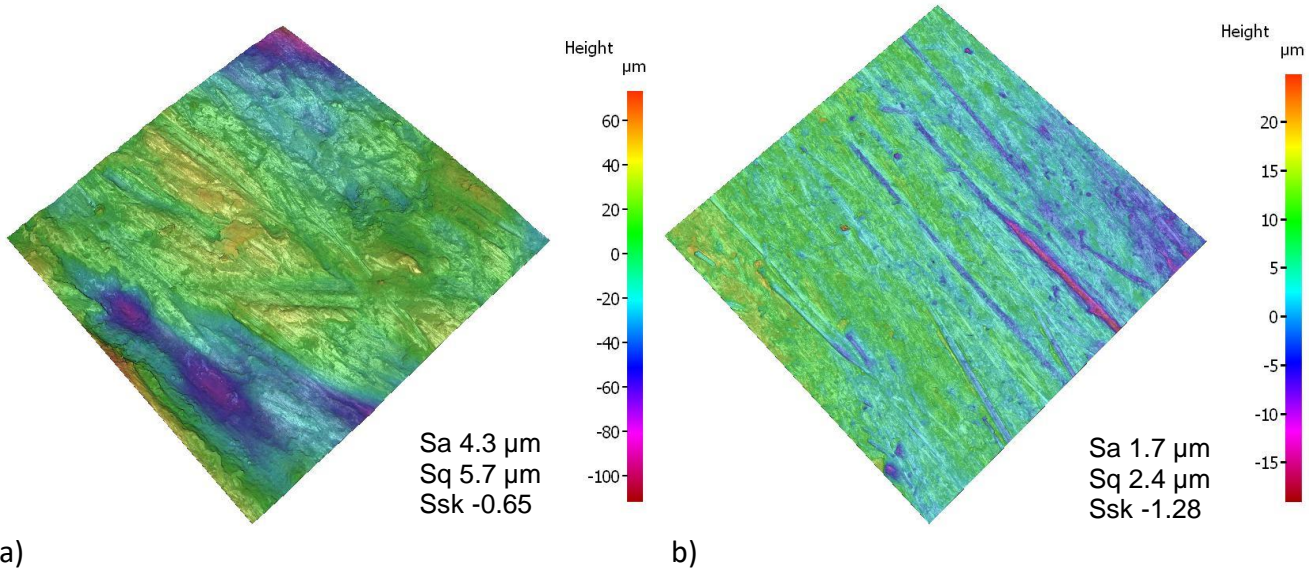 Height
µm
60
40
20
0
-20
-40
-60
-80
-100
Sa 4.3 µm
Sq 5.7 µm
Ssk -0.65
a)
Height
µm
20
15
10
5
0
-5
-10
-15
Sa 1.7 µm
Sq 2.4 µm
Ssk -1.28
b)